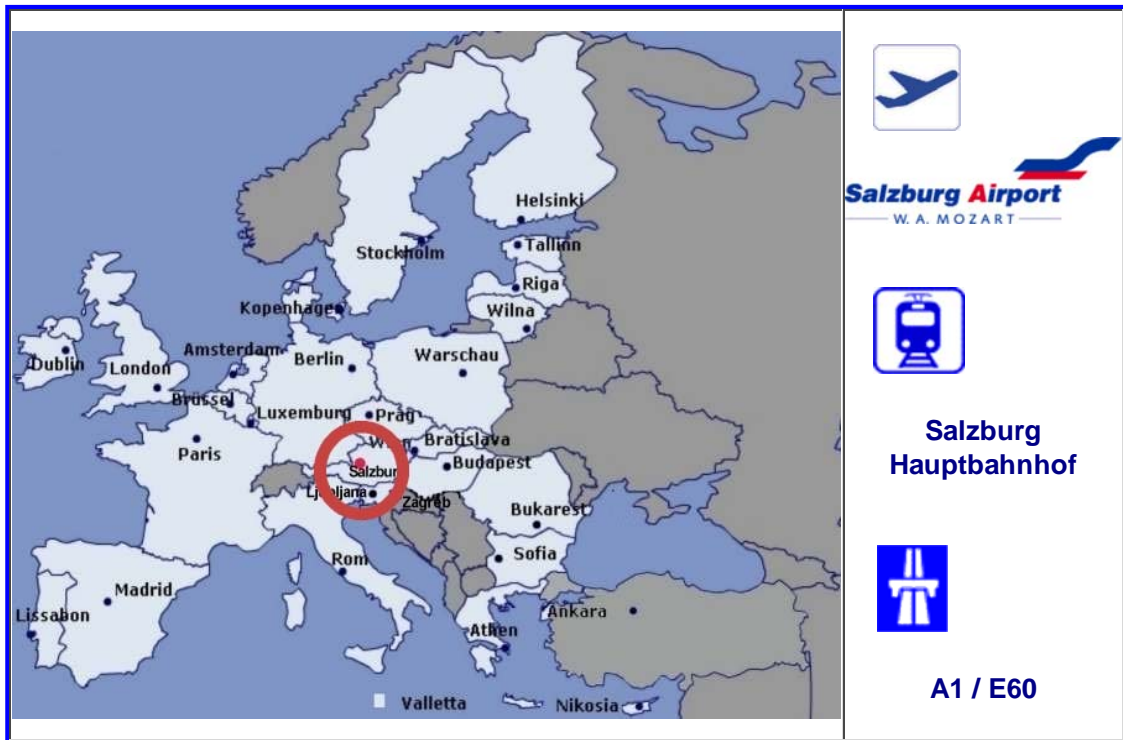 Helsinki
Stockholm
Tallinn
Riga
Kopenhagen
Wilna
Dublin
London
Amsterdam
Berlin
Warschau
Brüssel
Luxemburg
Prag
Paris
Wien
Bratislava
Salzbur
Budapest
Ljubljana
Zagreb
Bukarest
Sofia
Rom
Madrid
Lissabon
Ankara
Athen
Valletta
Nikosia
Salzburg Airport
W. A. MOZART
Salzburg
Hauptbahnhof
A1 / E60